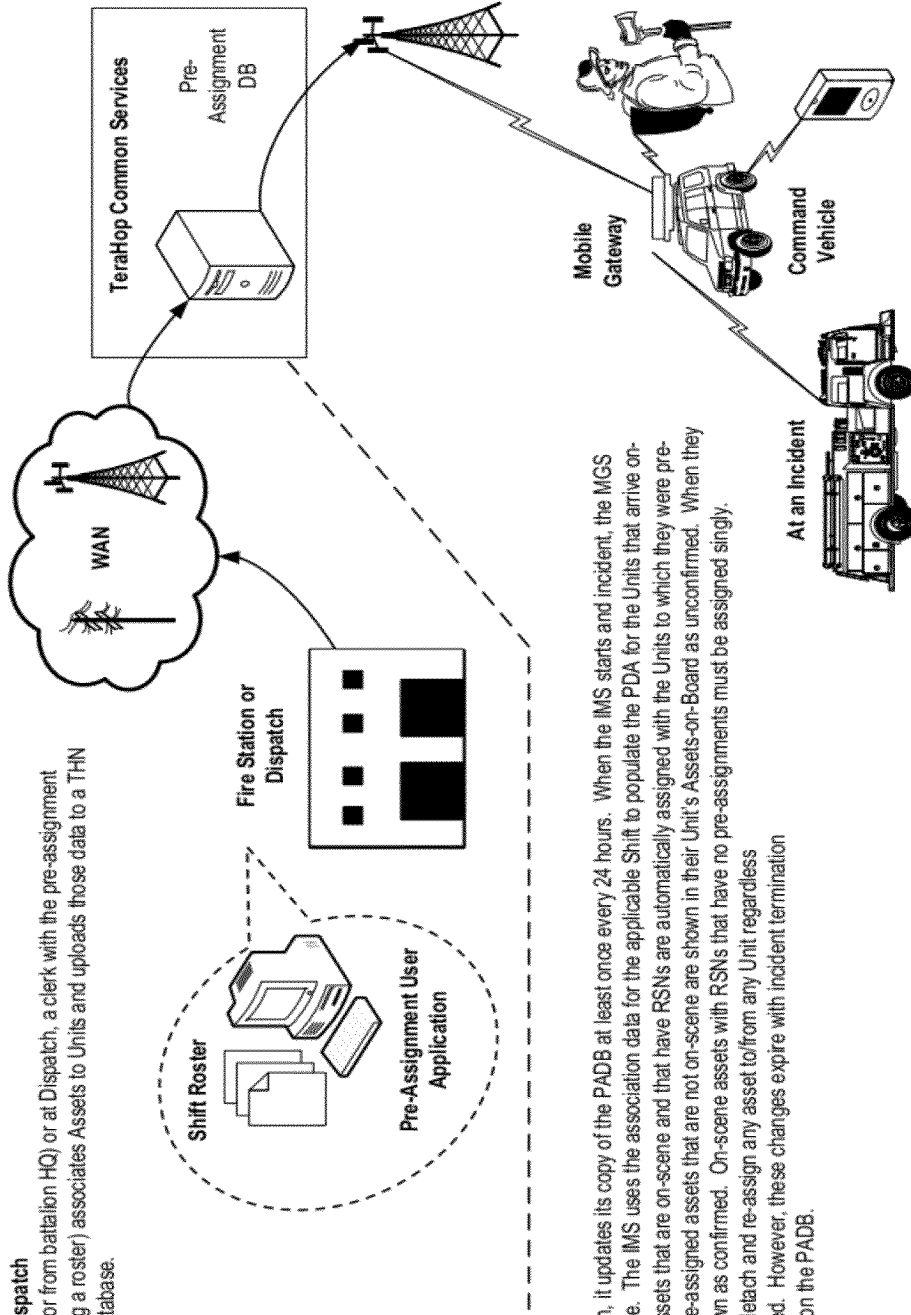 spatch
or from battalion HQ) or at Dispatch, a clerk with the pre-assignment
g a roster) associates Assets to Units and uploads those data to a THN
tabase.
Shift Roster
Pre-Assignment User
Application
Fire Station or
Dispatch
WAN
TeraHop Common Services
Pre-
Assignment
DB
n, it updates its copy of the PADB at least once every 24 hours. When the IMS starts and incident, the MGS
e. The IMS uses the association data for the applicable Shift to populate the PDA for the Units that arrive on-
ssets that are on-scene and that have RSNs are automatically assigned with the Units to which they were pre-
e-assigned assets that are not on-scene are shown in their Unit's Assets-on-Board as unconfirmed. When they
wn as confirmed. On-scene assets with RSNs that have no pre-assignments must be assigned singly.
etach and re-assign any asset to/from any Unit regardless
d. However, these changes expire with incident termination
on the PADB.
At an Incident
Mobile
Gateway
Command
Vehicle